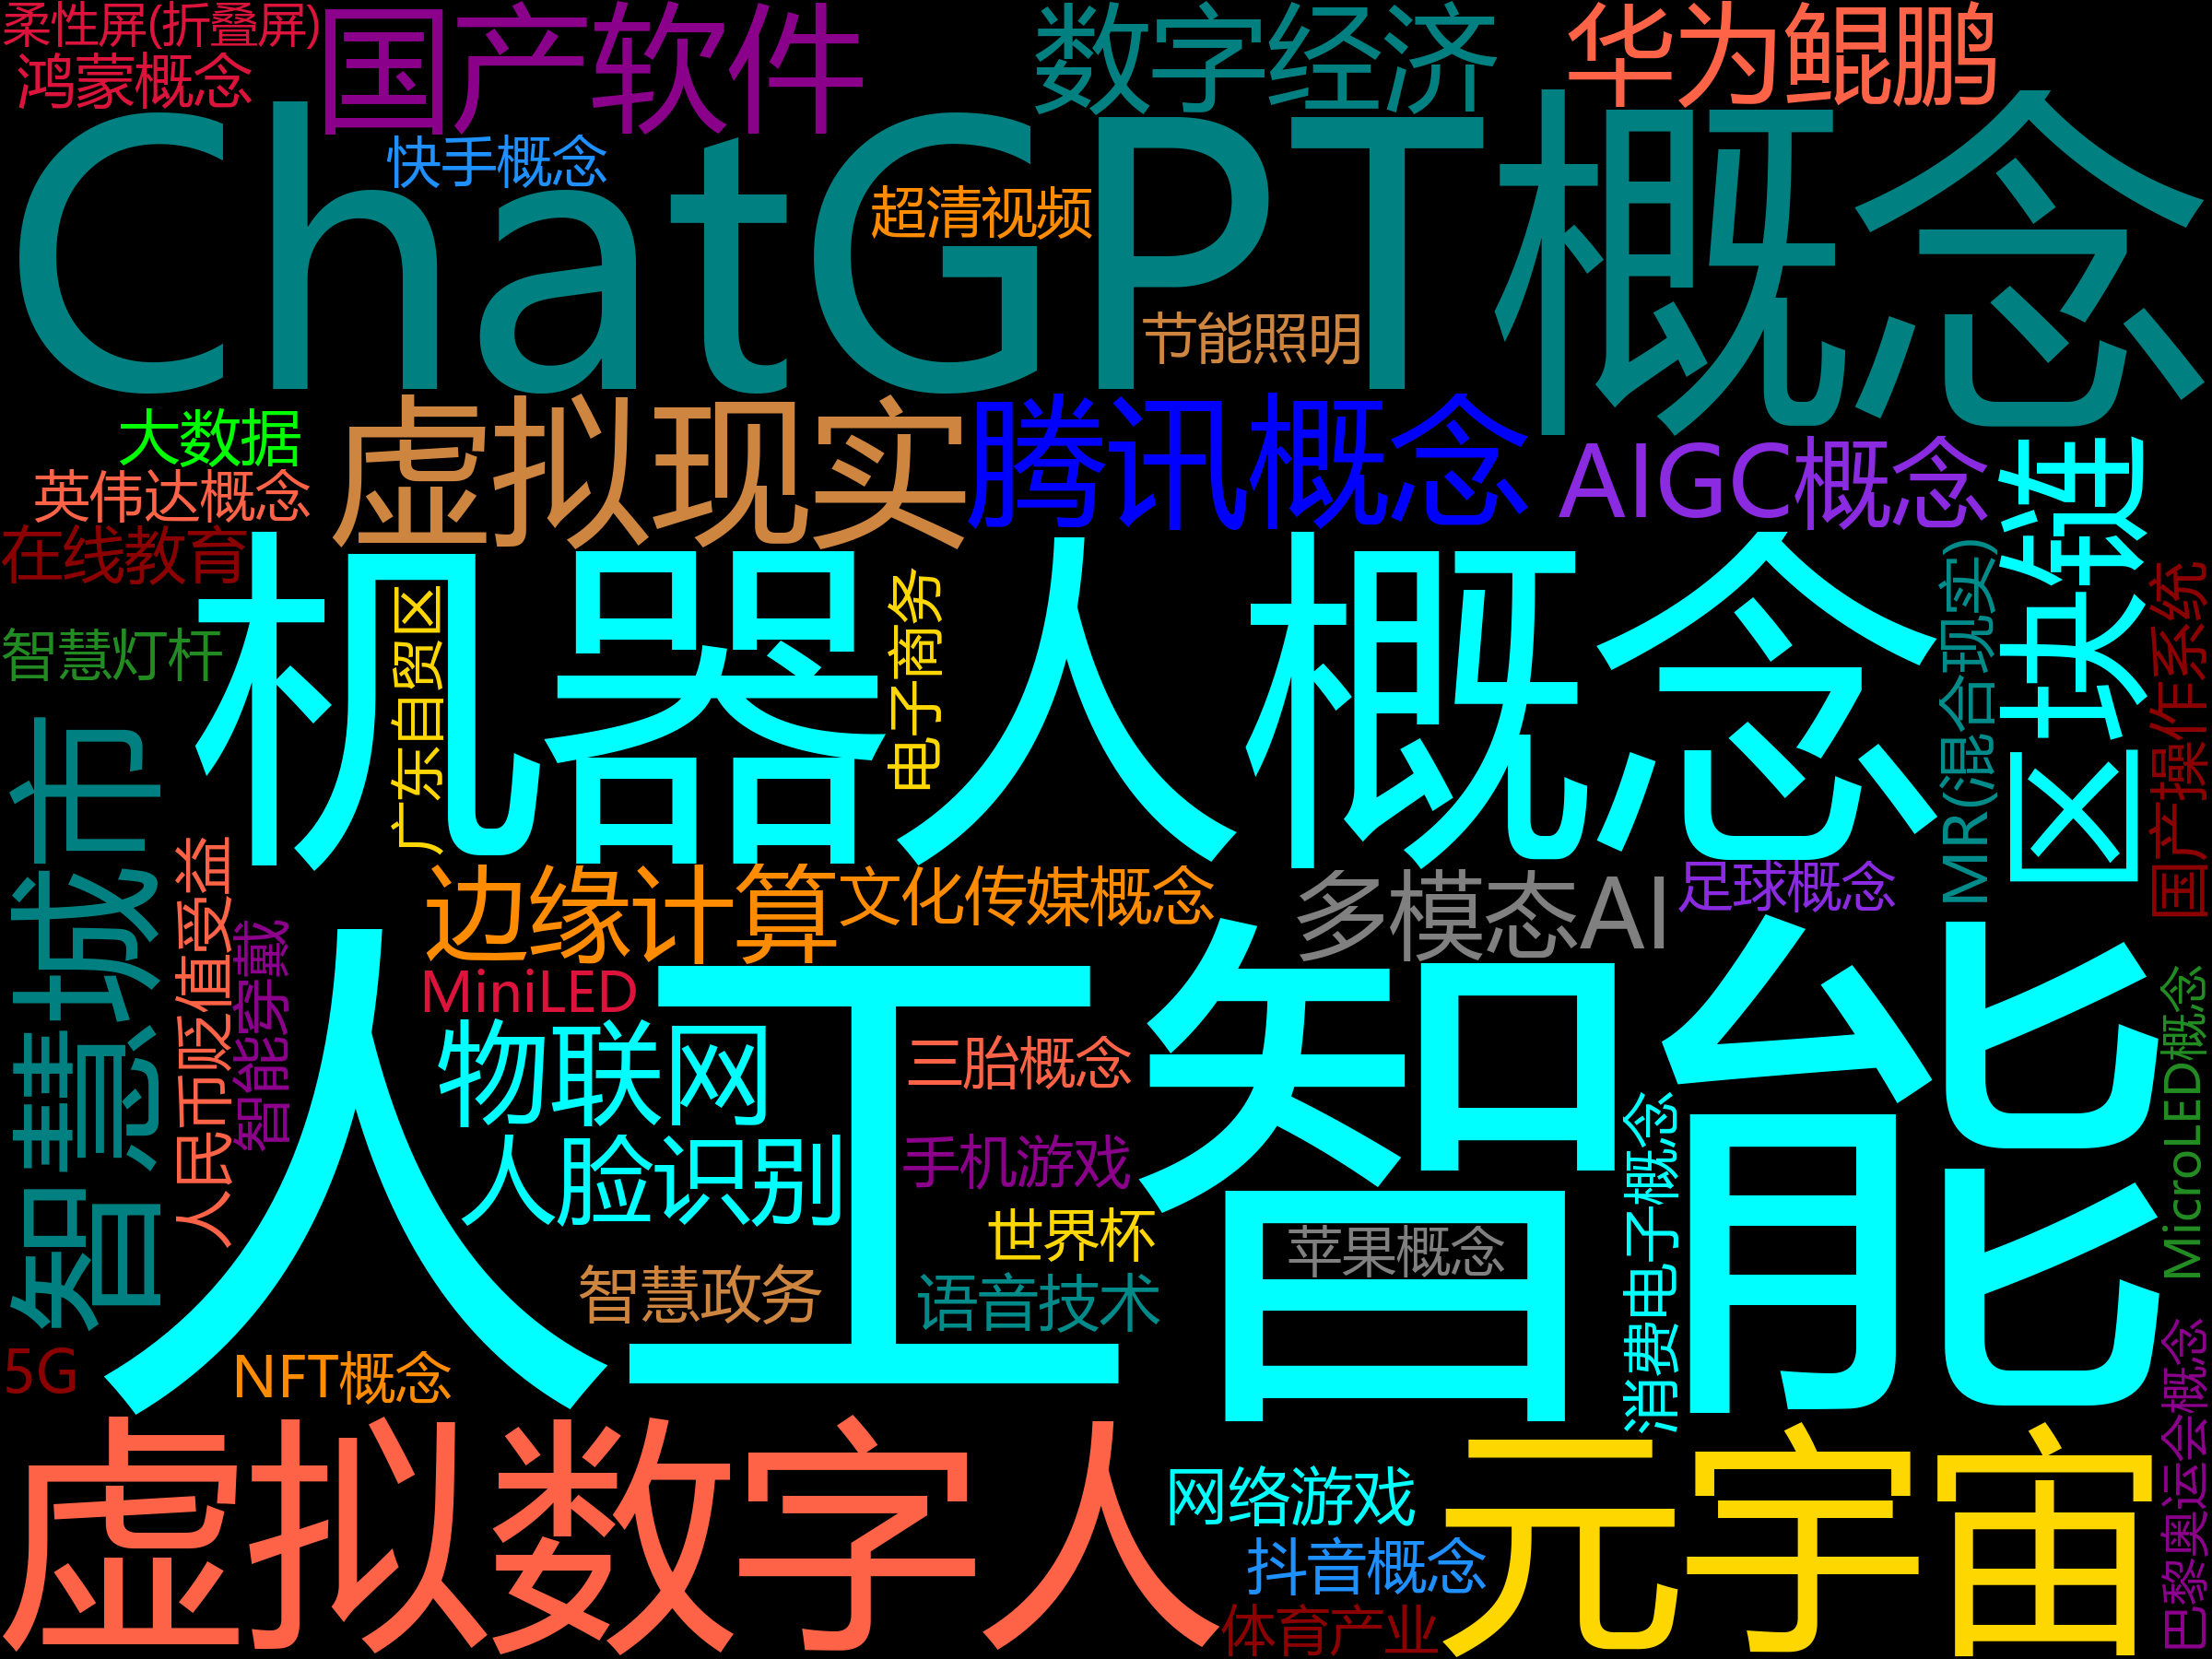 柔性屏(折叠屏)
国产软件
数字经济
华为鲲鹏
鸿蒙概念
ChatGPT概念
快手概念
超清视频
节能照明
大数据
虚拟现实
腾讯概念
AIGC概念
区块链
英伟达概念
在线教育
机器人概念
智慧灯杆
广东自贸区
电子商务
MR(混合现实)
国产操作系统
智慧城市
人民币贬值受益
智能穿戴
边缘计算
文化传媒概念
多模态AI
足球概念
人工智能
MiniLED
物联网
三胎概念
人脸识别
手机游戏
世界杯
苹果概念
智慧政务
语音技术
消费电子概念
MicroLED概念
5G
NFT概念
虚拟数字人
网络游戏
元宇宙
抖音概念
体育产业
巴黎奥运会概念